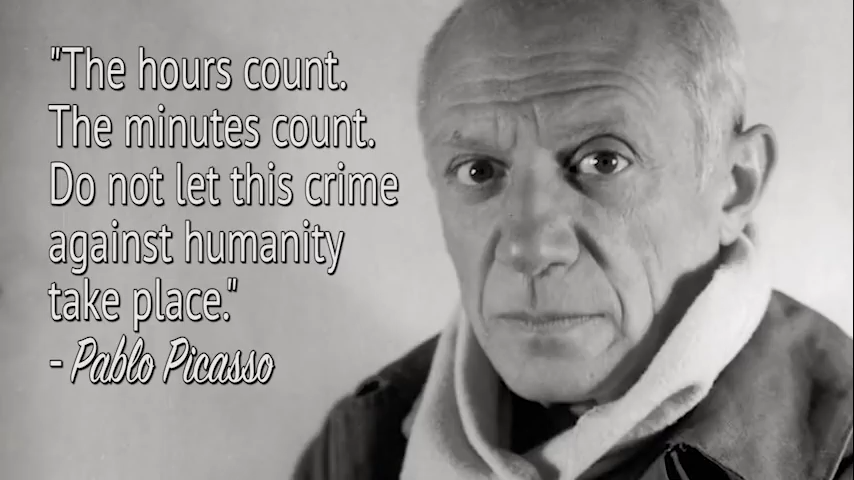 "The hours count.
The minutes count.
Do not let this crime
against humanity
take place."
- Pablo Picasso